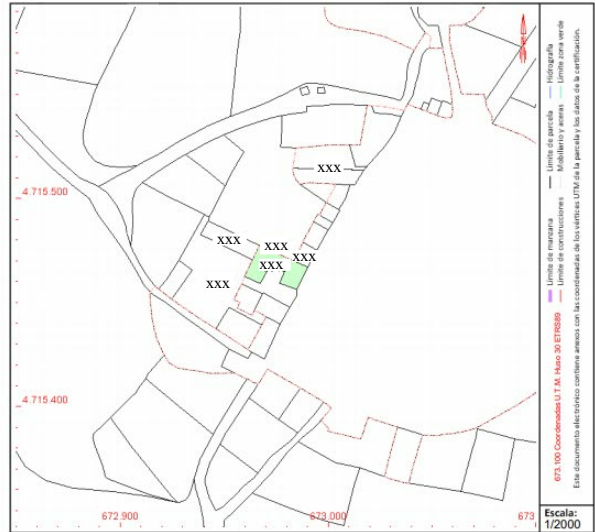 xxx
4.715 500
xxx
xxx
xxx
xxx
xxx
4.715 400
672 900
673 000
673
Límite de manzana
Límite de parcela
Hidrografía
Límite de construcciones
Mobiliario y aceras
Límite zona verde
673.100 Coordenadas U.T.M. Huso 30 ETRS89
Este documento electrónico contiene anexos con las coordenadas de los vértices UTM de la parcela y los datos de la certificación.
Escala:
1/2000